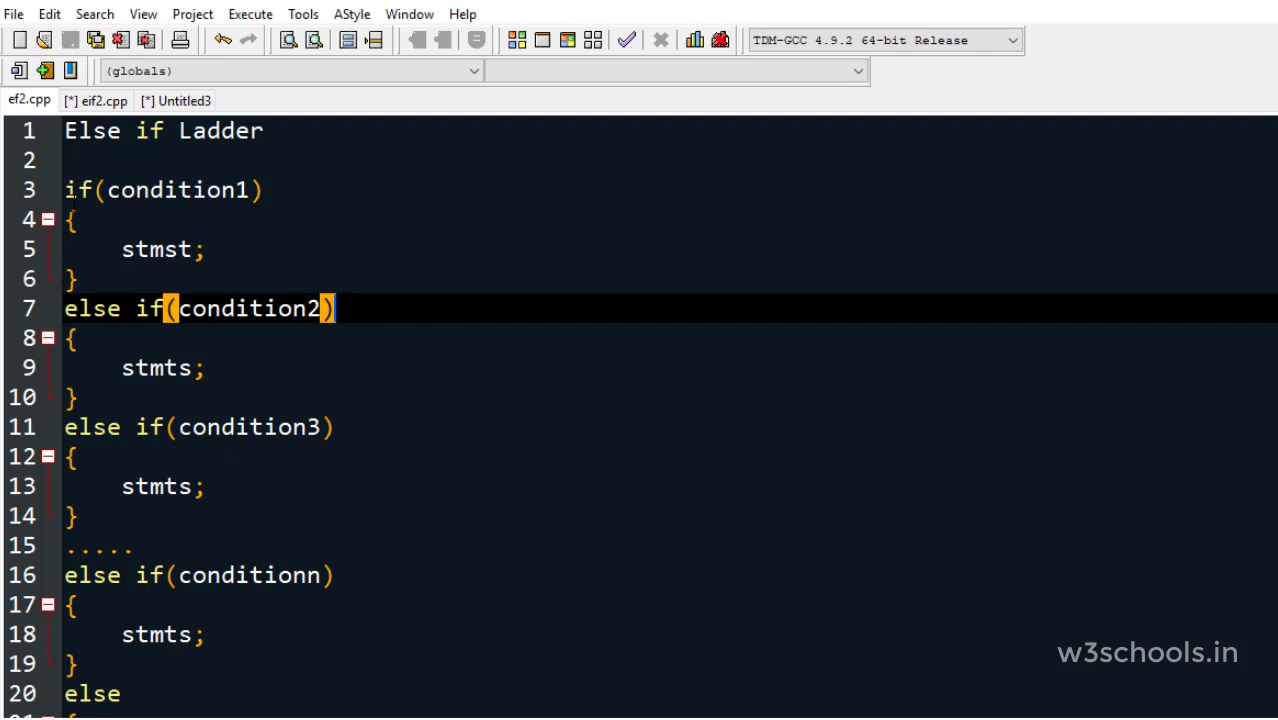 File Edit Search View Project Execute Tools AStyle Window Help
TDM-GCC 4.9.2 64-bit Release
(globals)
ef2.cpp [*] eif2.cpp [*] Untitled3
1 Else if Ladder
2
3 if(condition1)
4 {
5 stmst;
6 }
7 else if(condition2)
8 {
9 stmts;
10 }
11 else if(condition3)
12 {
13 stmts;
14 }
15 .....
16 else if(conditionn)
17 {
18 stmts;
19 }
20 else
w3schools.in